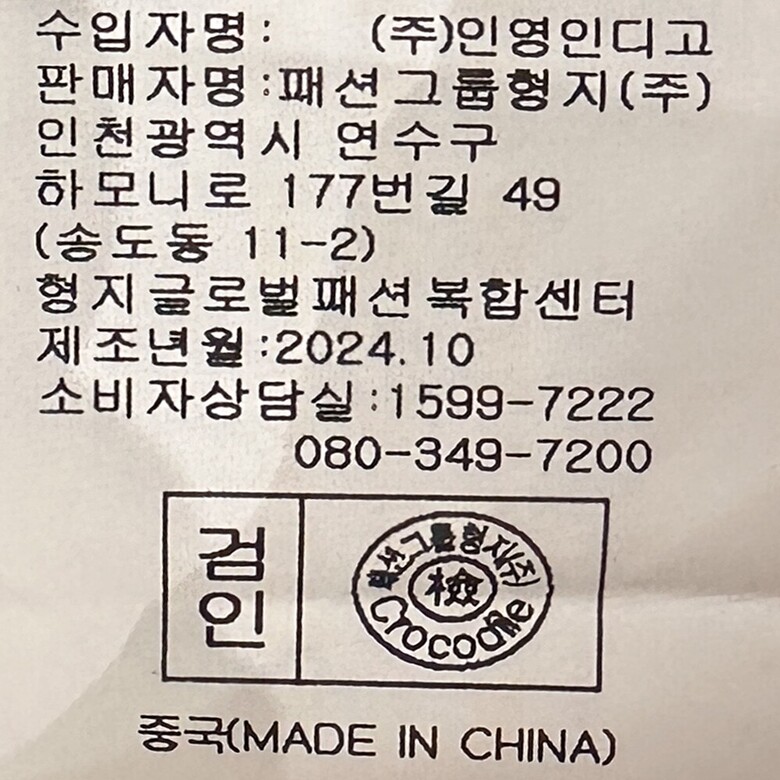 수입자명: (주)인영인디고
판매자명:패션그룹형지(주)
인천광역시 연수구
하모니로 177번길 49
(송도동 11-2)
형지글로벌패션복합센터
제조년월:2024.10
소비자상담실:1599-7222
080-349-7200
검인
패션그룹형지(주)
檢
Crocodile
중국(MADE IN CHINA)